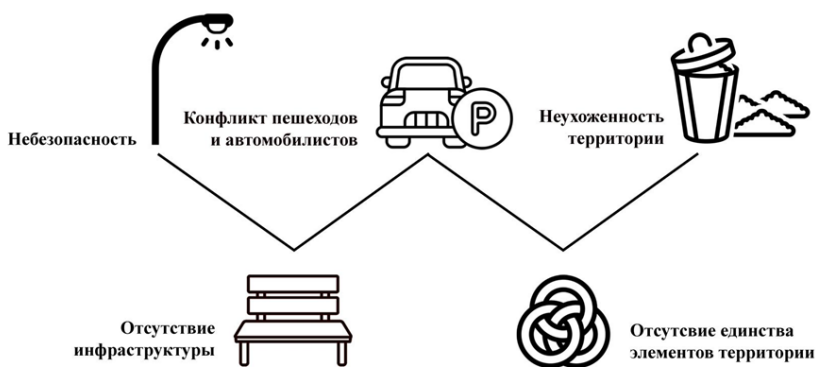 Небезопасность
Конфликт пешеходов
и автомобилистов
P
Неухоженность
территории
Отсутствие
инфраструктуры
Отсутсвие единства
элементов территории